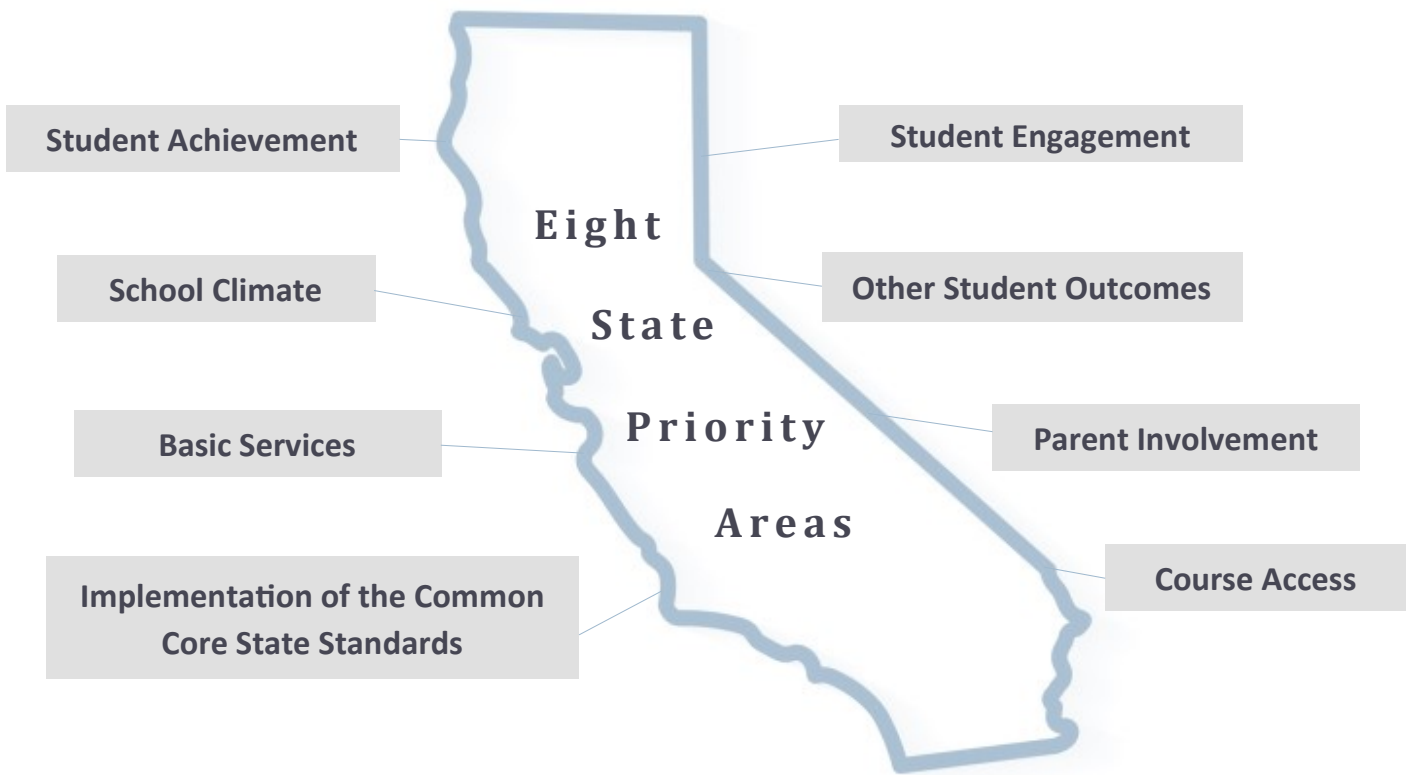 Student Achievement
Student Engagement
Eight
School Climate
Other Student Outcomes
State
Priority
Basic Services
Parent Involvement
Areas
Implementation of the Common
Core State Standards
Course Access